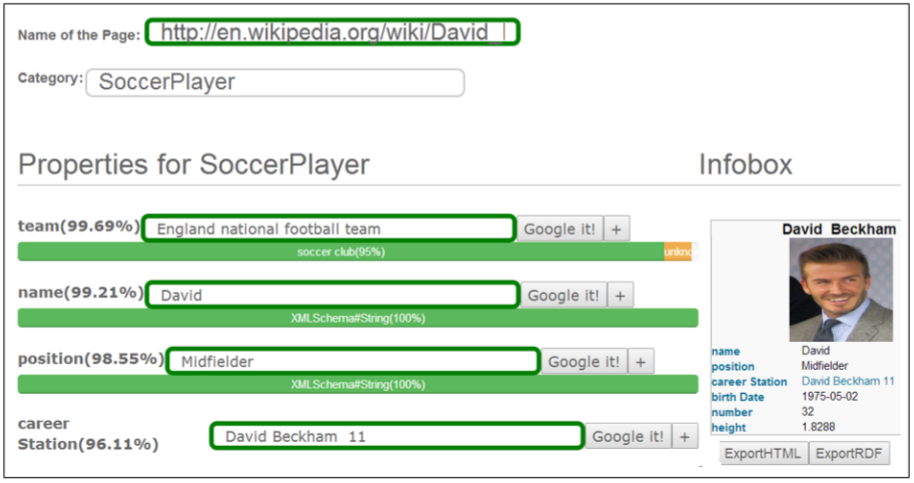 Name of the Page: http://en.wikipedia.org/wiki/David_
Category: SoccerPlayer
Properties for SoccerPlayer
team(99.69%) England national football team Google it! +
soccer club(95%)
name(99.21%) David Google it! +
XMLSchema#String(100%)
position(98.55%) Midfielder Google it! +
XMLSchema#String(100%)
career
Station(96.11%) David Beckham 11 Google it! +
Infobox
David Beckham
name David
position Midfielder
career Station David Beckham 11
birth Date 1975-05-02
number 32
height 1.8288
ExportHTML ExportRDF